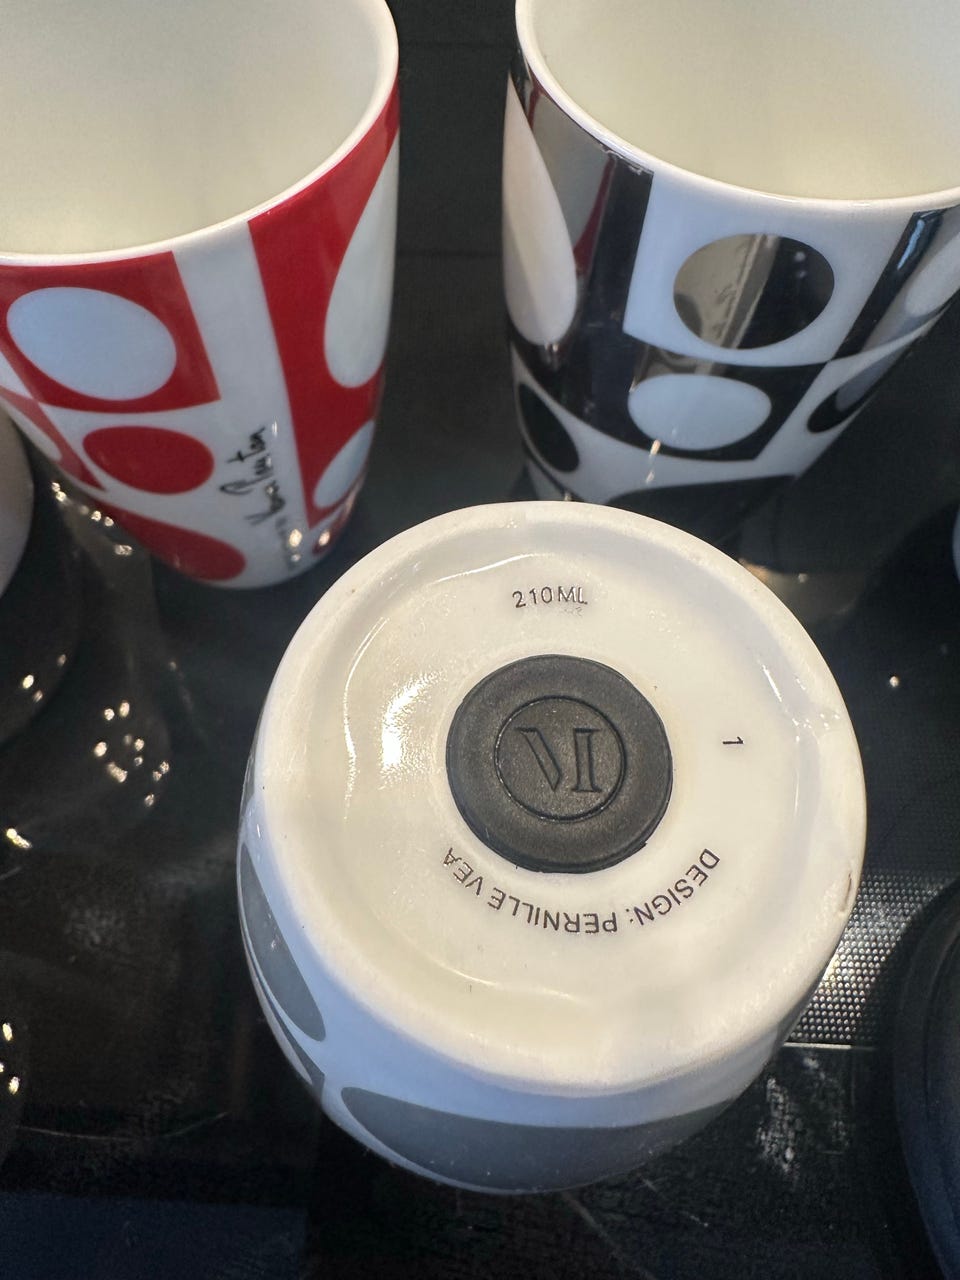 210ML
1
DESIGN: PERNILLE VEA